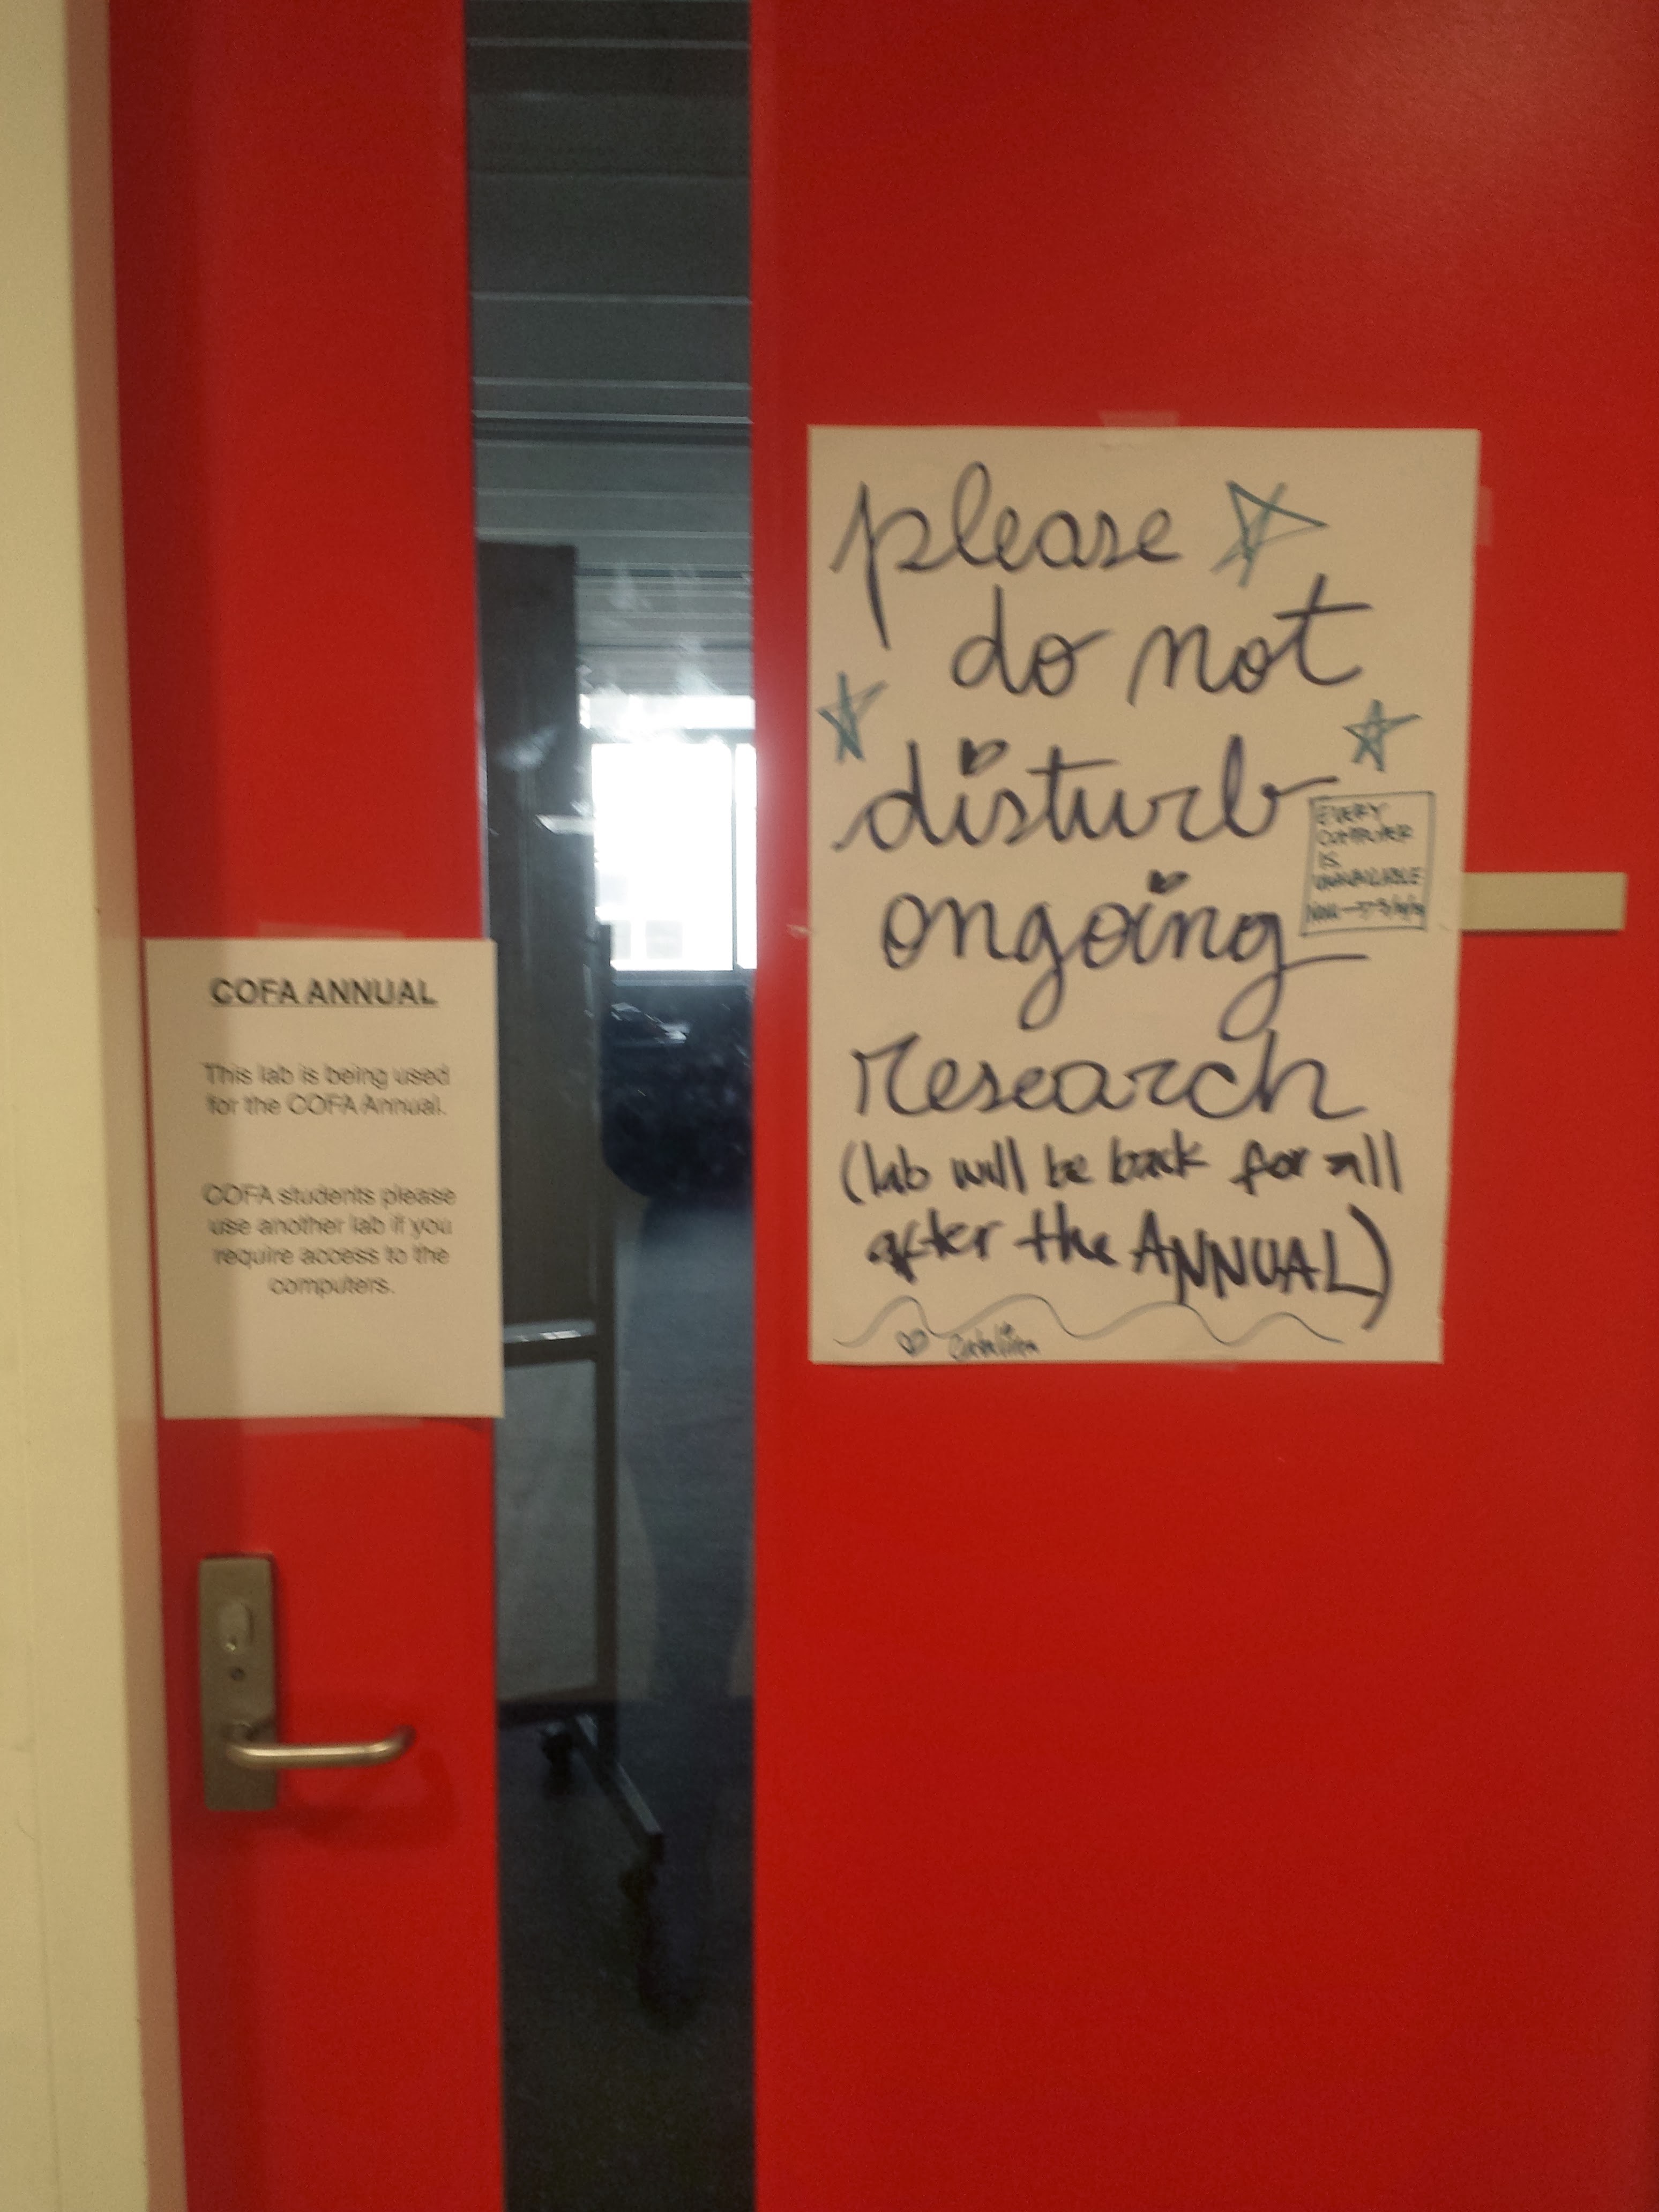 COFA ANNUAL
This lab is being used
for the COFA Annual.
COFA students please
use another lab if you
require access to the
computers.
please
do not
disturb
ongoing
research
(lab will be back for all
after the ANNUAL)
EVERY
COMPUTER
IS
UNAVAILABLE
Catalina